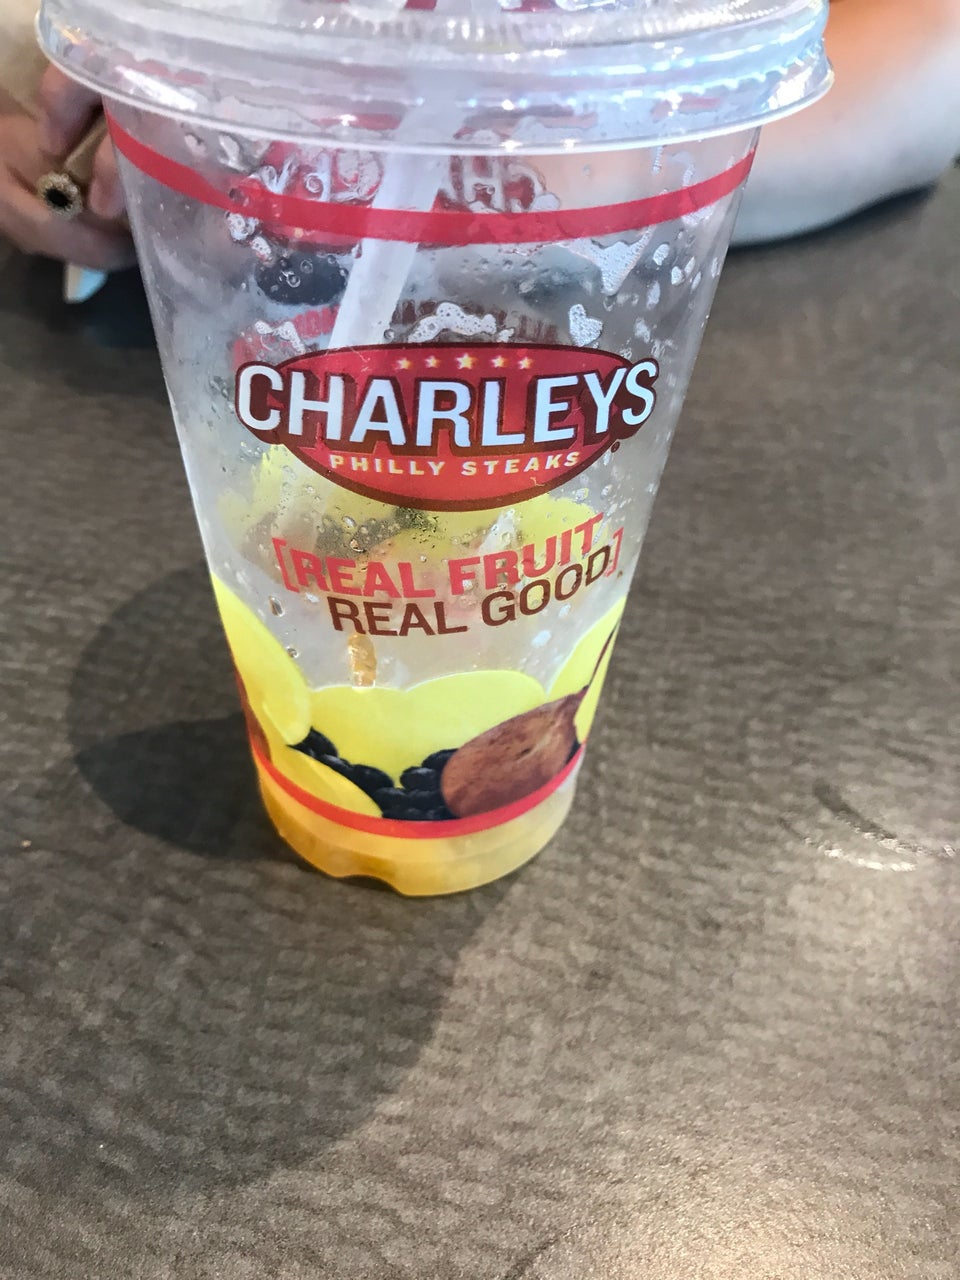 CHARLEYS
PHILLY STEAKS
[REAL FRUIT
REAL GOOD]